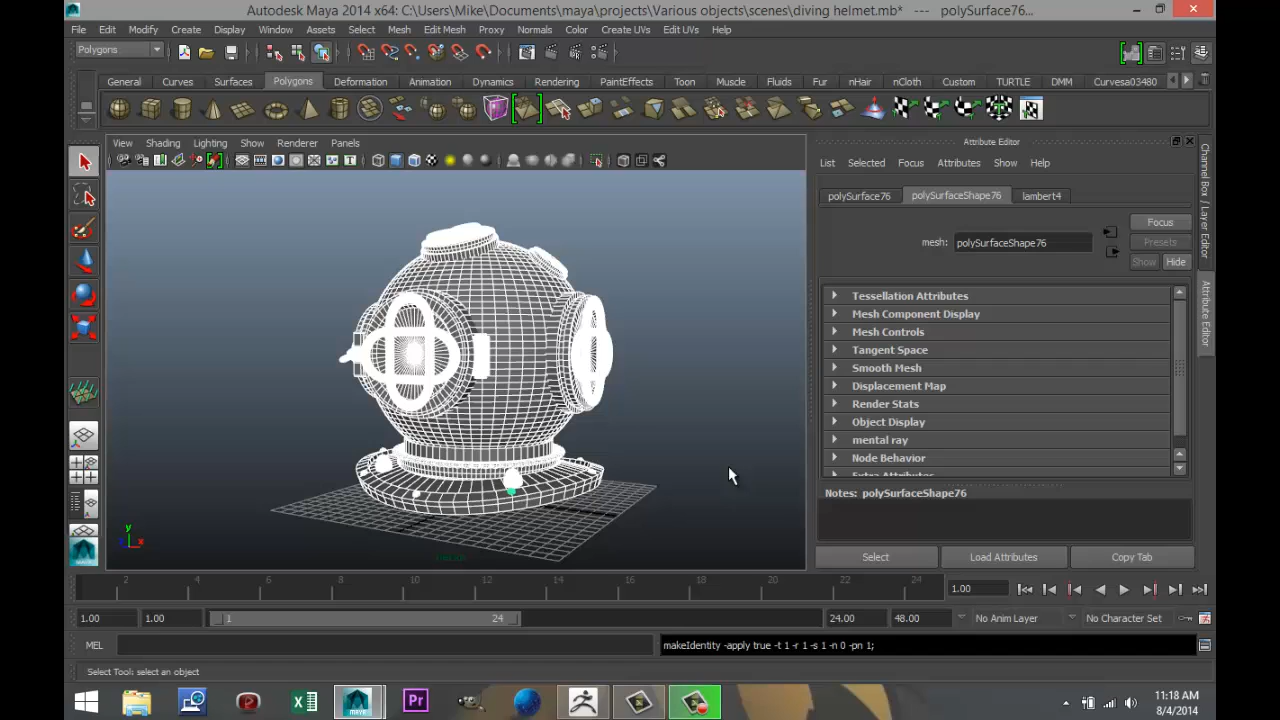 Autodesk Maya 2014 x64: C:\Users\Mike\Documents\maya\projects\Various objects\scenes\diving helmet.mb* --- polySurface76...
File Edit Modify Create Display Window Assets Select Mesh Edit Mesh Proxy Normals Color Create UVs Edit UVs Help
Polygons
General Curves Surfaces Polygons Deformation Animation Dynamics Rendering PaintEffects Toon Muscle Fluids Fur nHair nCloth Custom TURTLE DMM Curvesa03480
View Shading Lighting Show Renderer Panels
Attribute Editor
List Selected Focus Attributes Show Help
polySurface76 polySurfaceShape76 lambert4
Focus
mesh: polySurfaceShape76
Presets
Show Hide
Tessellation Attributes
Mesh Component Display
Mesh Controls
Tangent Space
Smooth Mesh
Displacement Map
Render Stats
Object Display
mental ray
Node Behavior
Extra Attributes
Notes: polySurfaceShape76
Select Load Attributes Copy Tab
Channel Box / Layer Editor
Attribute Editor
y
x
2 4 6 8 10 12 14 16 18 20 22 24
1.00
1.00 1.00 1 24 24.00 48.00 No Anim Layer No Character Set
MEL
makeIdentity -apply true -t 1 -r 1 -s 1 -n 0 -pn 1;
Select Tool: select an object
Pr
11:18 AM
8/4/2014